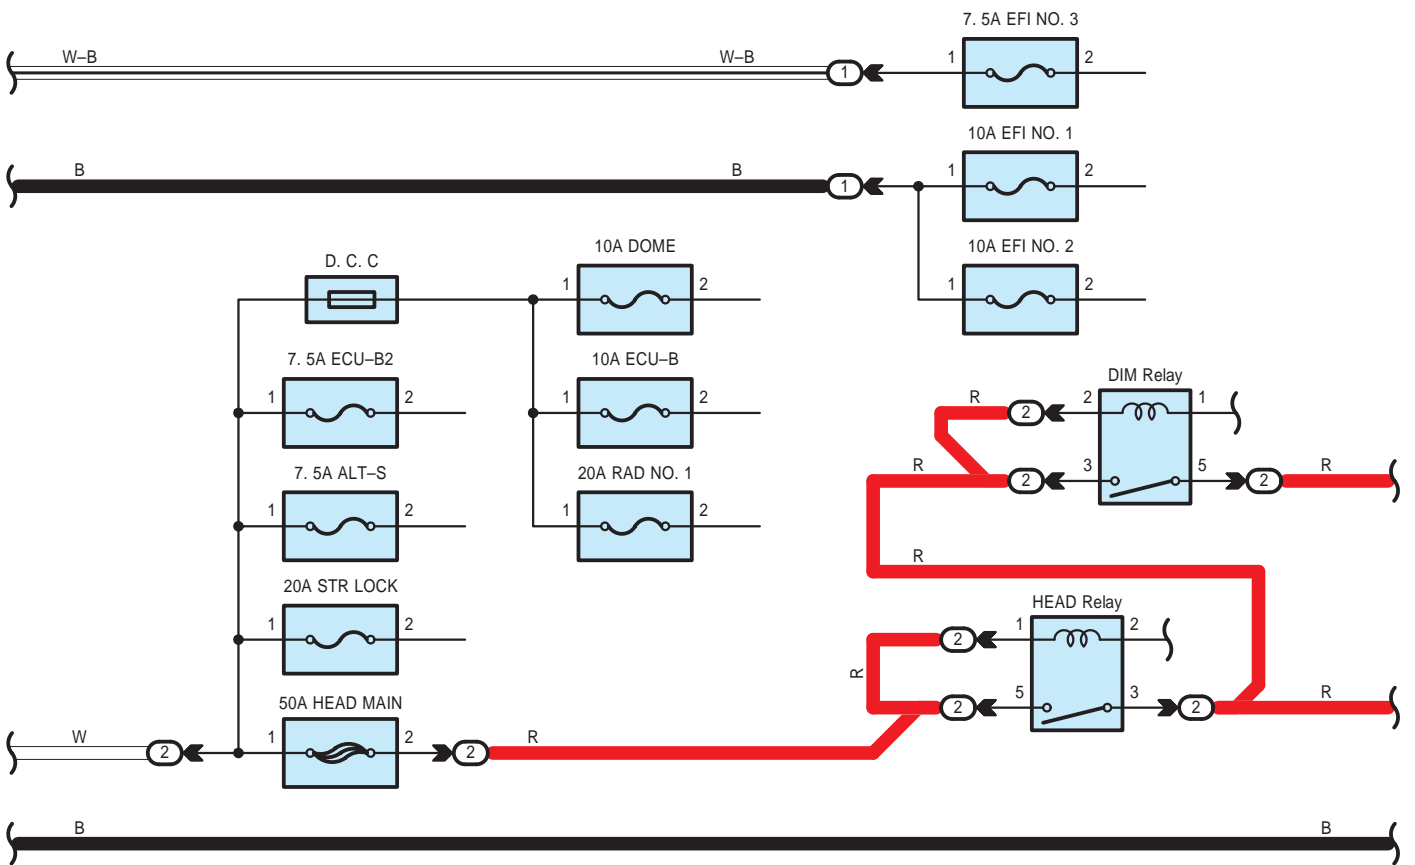 7. 5A EFI NO. 3
W–B W–B 1 1 2
10A EFI NO. 1
B B 1 1 2
10A EFI NO. 2
1 2
D. C. C
10A DOME
1 2
7. 5A ECU–B2
1 2
10A ECU–B
1 2
7. 5A ALT–S
1 2
20A RAD NO. 1
1 2
20A STR LOCK
1 2
50A HEAD MAIN
W 2 1 2 2 R
DIM Relay
R 2 2 1
R 2 3 5 2 R
R
HEAD Relay
2 1 2
R
2 5 3 2 R
B B